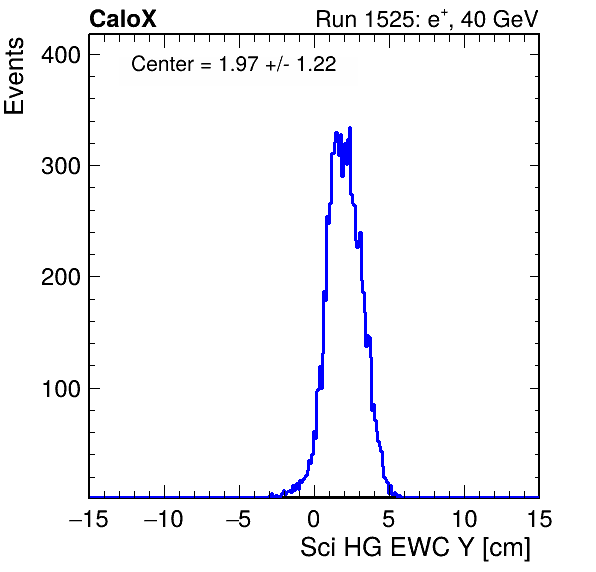 CaloX Run 1525: e⁺, 40 GeV
Center = 1.97 +/- 1.22
Events
400
300
200
100
−15 −10 −5 0 5 10 15
Sci HG EWC Y [cm]